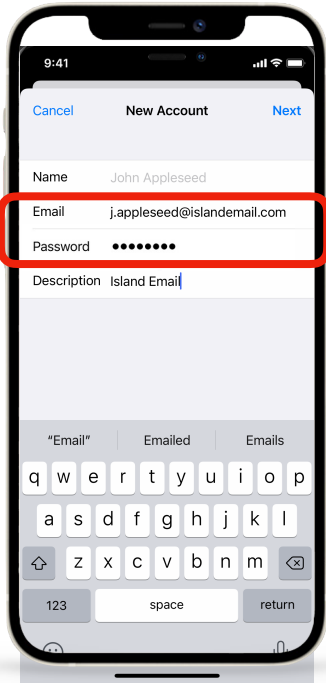 9:41
Cancel New Account Next
Name John Appleseed
Email j.appleseed@islandemail.com
Password ●●●●●●●●
Description Island Email
“Email” Emailed Emails
q w e r t y u i o p
a s d f g h j k l
z x c v b n m
123 space return